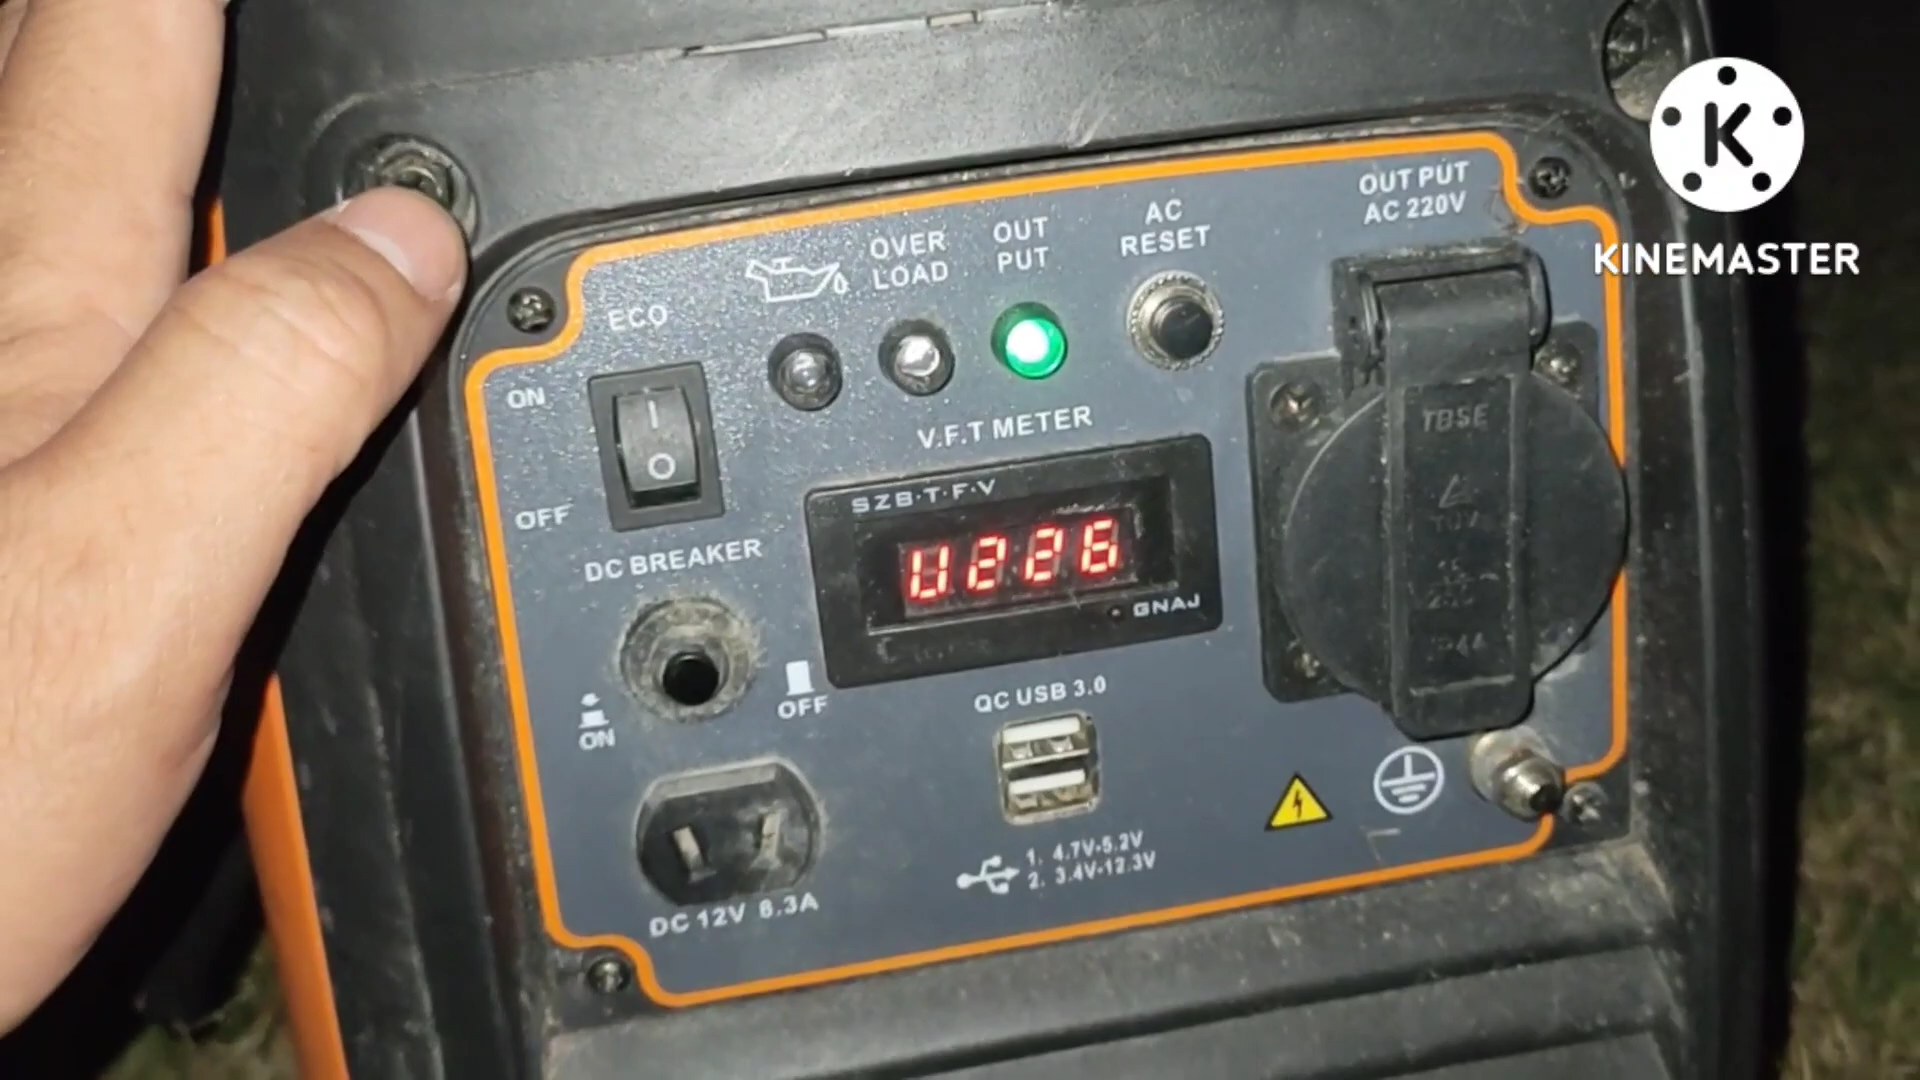 K
KINEMASTER
OUT PUT
AC 220V
AC
RESET
OUT
PUT
OVER
LOAD
ECO
ON
I
O
OFF
V.F.T METER
SZB·T·F·V
U226
GNAJ
TBSE
DC BREAKER
OFF
ON
QC USB 3.0
1. 4.7V-5.2V
2. 3.4V-12.3V
DC 12V 8.3A